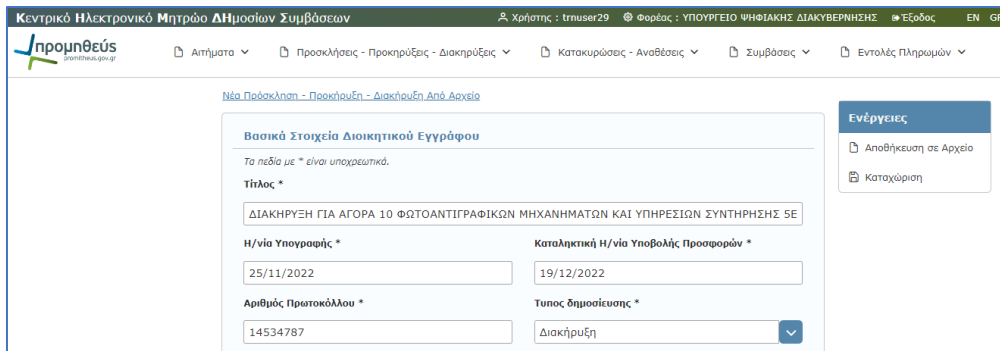 Κεντρικό Ηλεκτρονικό Μητρώο ΔΗμοσίων Συμβάσεων Χρήστης : trnuser29 Φορέας : ΥΠΟΥΡΓΕΙΟ ΨΗΦΙΑΚΗΣ ΔΙΑΚΥΒΕΡΝΗΣΗΣ Έξοδος EN GR
προμηθεύς
promitheus.gov.gr
Αιτήματα Προσκλήσεις - Προκηρύξεις - Διακηρύξεις Κατακυρώσεις - Αναθέσεις Συμβάσεις Εντολές Πληρωμών
Νέα Πρόσκληση - Προκήρυξη - Διακήρυξη Από Αρχείο
Βασικά Στοιχεία Διοικητικού Εγγράφου
Τα πεδία με * είναι υποχρεωτικά.
Τίτλος *
ΔΙΑΚΗΡΥΞΗ ΓΙΑ ΑΓΟΡΑ 10 ΦΩΤΟΑΝΤΙΓΡΑΦΙΚΩΝ ΜΗΧΑΝΗΜΑΤΩΝ ΚΑΙ ΥΠΗΡΕΣΙΩΝ ΣΥΝΤΗΡΗΣΗΣ 5Ε
Η/νία Υπογραφής * Καταληκτική Η/νία Υποβολής Προσφορών *
25/11/2022 19/12/2022
Αριθμός Πρωτοκόλλου * Τυπος δημοσίευσης *
14534787 Διακήρυξη
Ενέργειες
Αποθήκευση σε Αρχείο
Καταχώριση